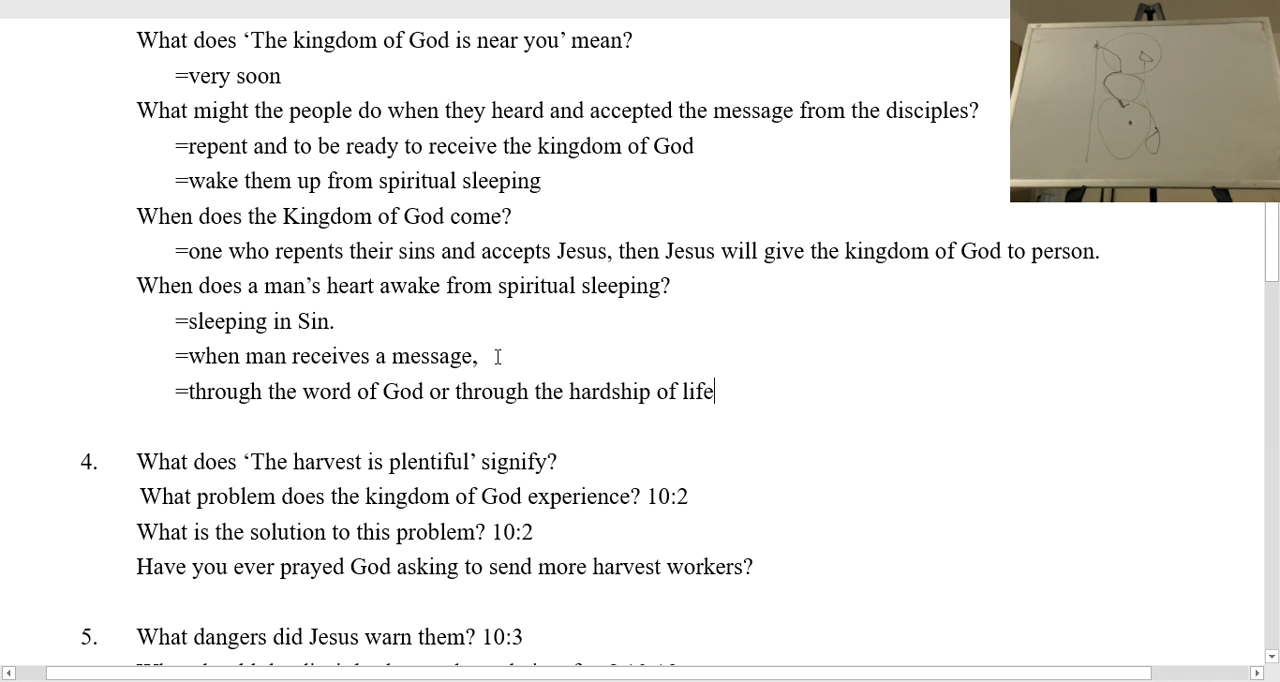 What does ‘The kingdom of God is near you’ mean?
=very soon
What might the people do when they heard and accepted the message from the disciples?
=repent and to be ready to receive the kingdom of God
=wake them up from spiritual sleeping
When does the Kingdom of God come?
=one who repents their sins and accepts Jesus, then Jesus will give the kingdom of God to person.
When does a man’s heart awake from spiritual sleeping?
=sleeping in Sin.
=when man receives a message,
=through the word of God or through the hardship of life
4. What does ‘The harvest is plentiful’ signify?
What problem does the kingdom of God experience? 10:2
What is the solution to this problem? 10:2
Have you ever prayed God asking to send more harvest workers?
5. What dangers did Jesus warn them? 10:3